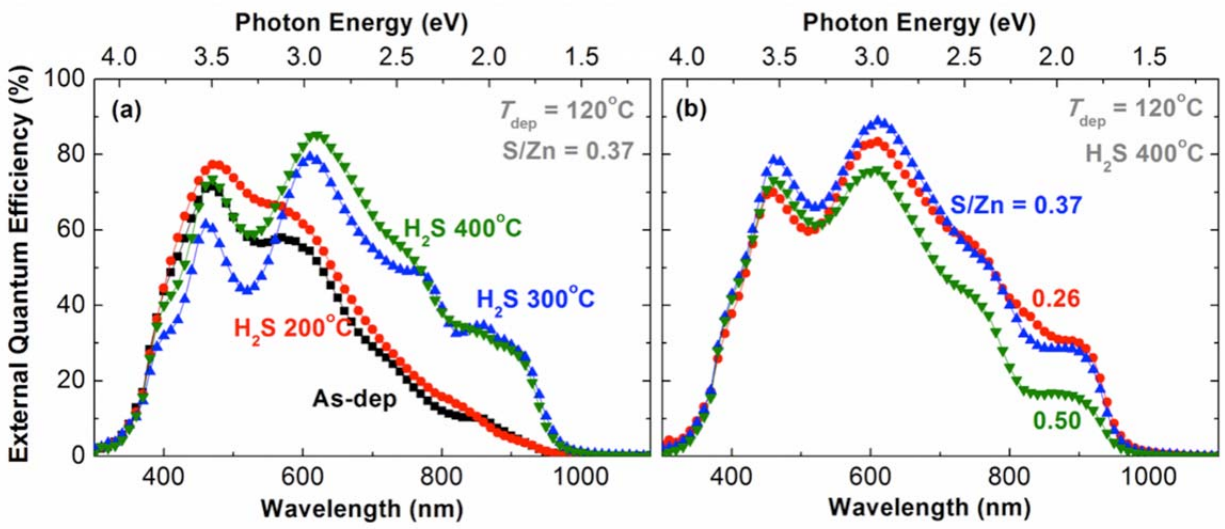 Photon Energy (eV)
4.0 3.5 3.0 2.5 2.0 1.5
External Quantum Efficiency (%)
100
80
60
40
20
0
(a)
T_dep = 120°C
S/Zn = 0.37
H₂S 400°C
H₂S 300°C
H₂S 200°C
As-dep
400 600 800 1000
Wavelength (nm)
Photon Energy (eV)
4.0 3.5 3.0 2.5 2.0 1.5
(b)
T_dep = 120°C
H₂S 400°C
S/Zn = 0.37
0.26
0.50
400 600 800 1000
Wavelength (nm)